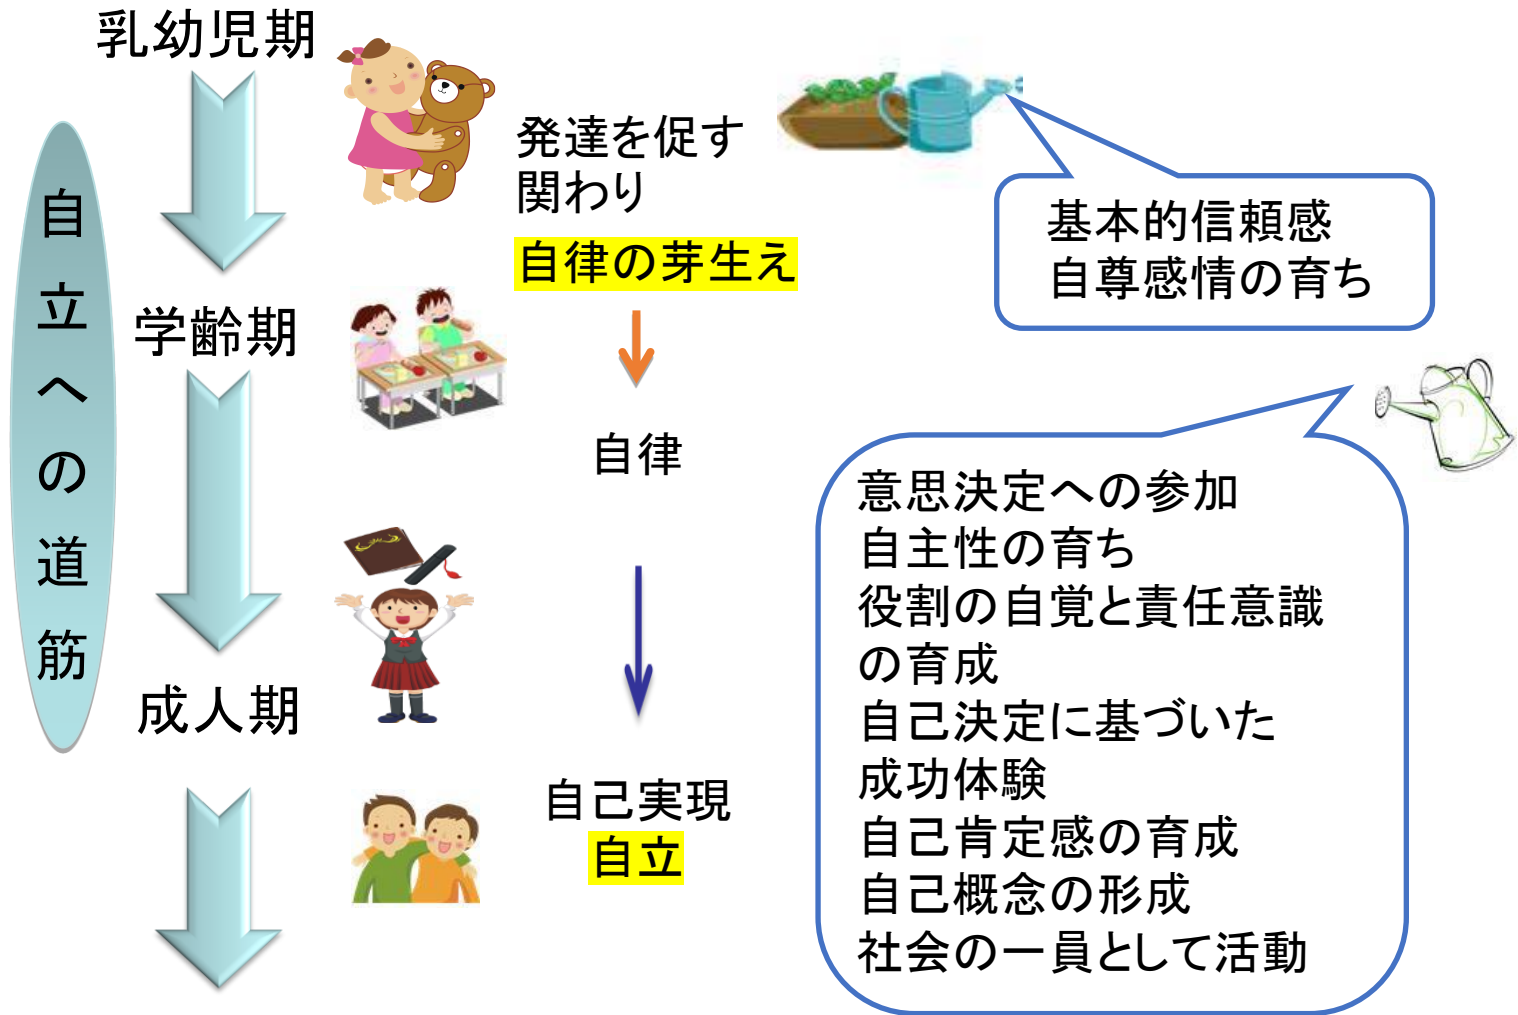 乳幼児期
自立への道筋
発達を促す
関わり
自律の芽生え
基本的信頼感
自尊感情の育ち
学齢期
自律
意思決定への参加
自主性の育ち
役割の自覚と責任意識
の育成
自己決定に基づいた
成功体験
自己肯定感の育成
自己概念の形成
社会の一員として活動
成人期
自己実現
自立